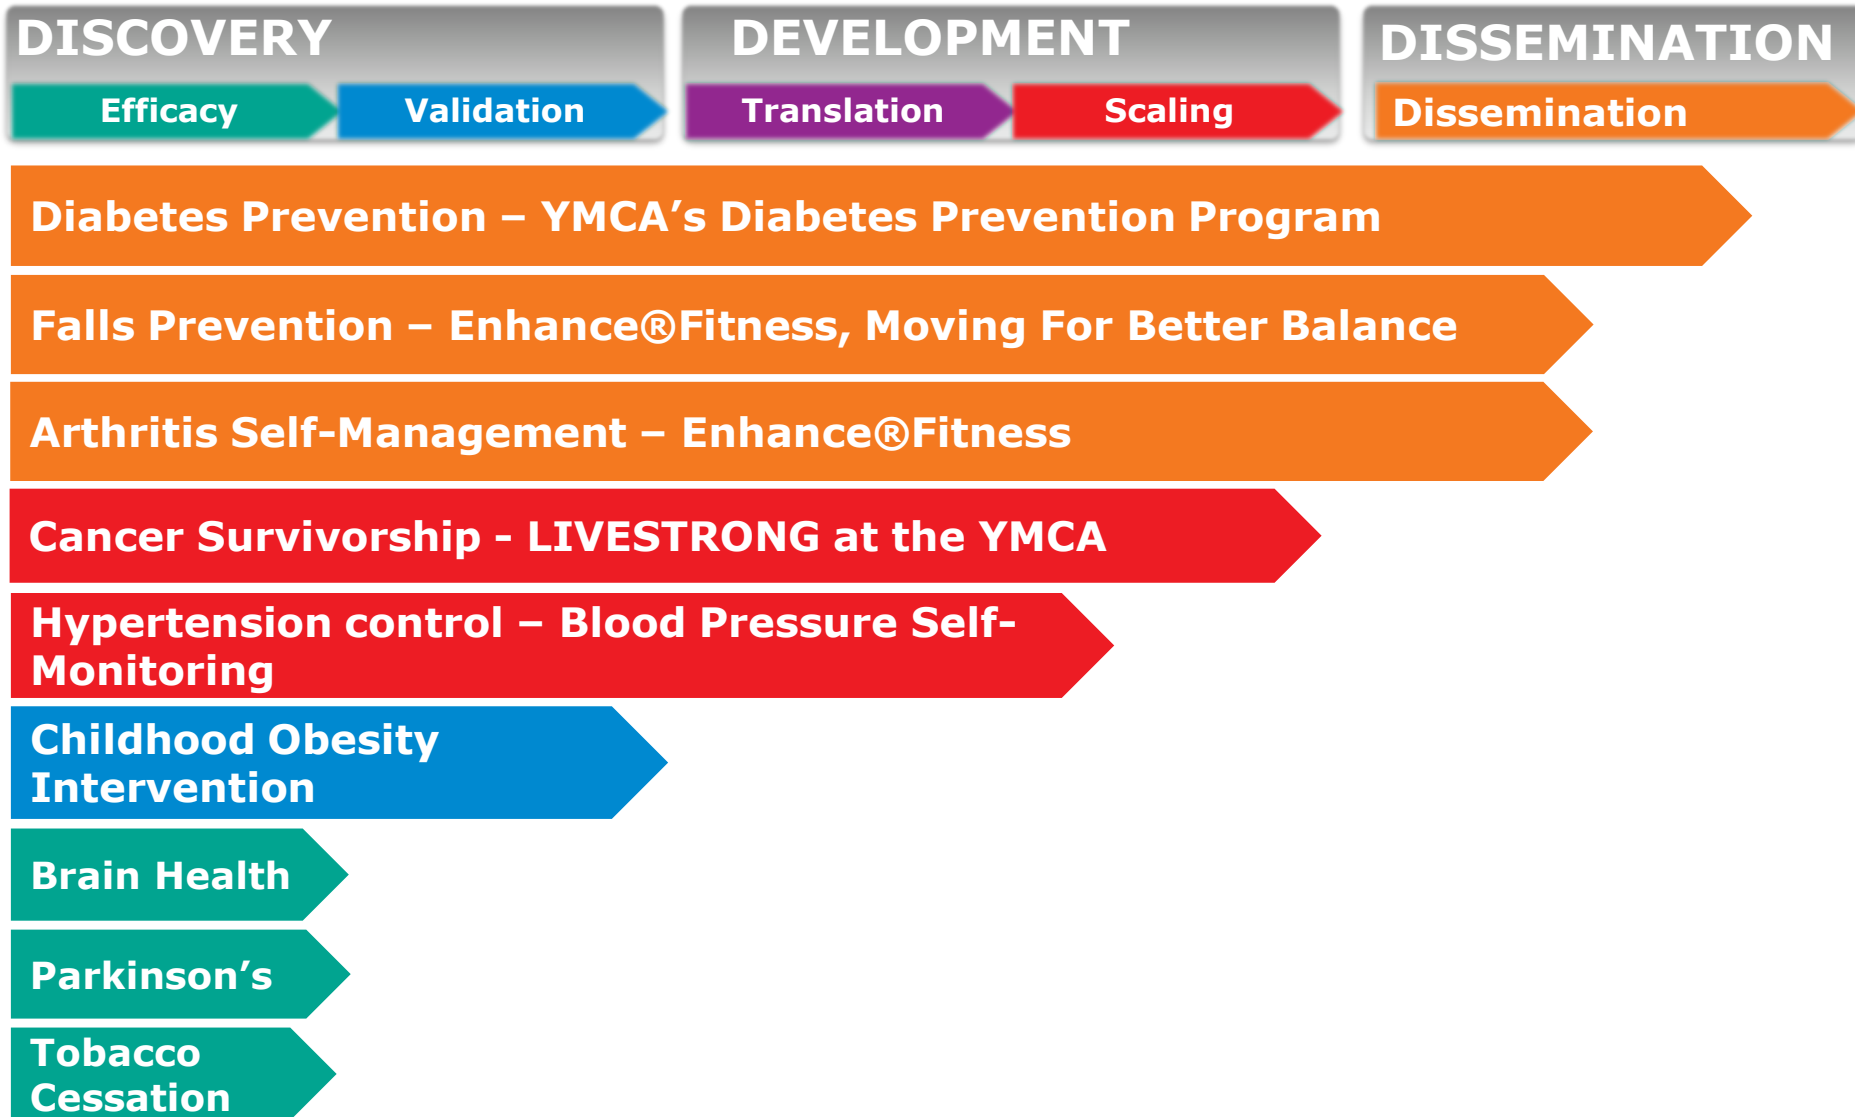 DISCOVERY
DEVELOPMENT
DISSEMINATION
Efficacy
Validation
Translation
Scaling
Dissemination
Diabetes Prevention – YMCA’s Diabetes Prevention Program
Falls Prevention – Enhance®Fitness, Moving For Better Balance
Arthritis Self-Management – Enhance®Fitness
Cancer Survivorship - LIVESTRONG at the YMCA
Hypertension control – Blood Pressure Self-
Monitoring
Childhood Obesity
Intervention
Brain Health
Parkinson’s
Tobacco
Cessation